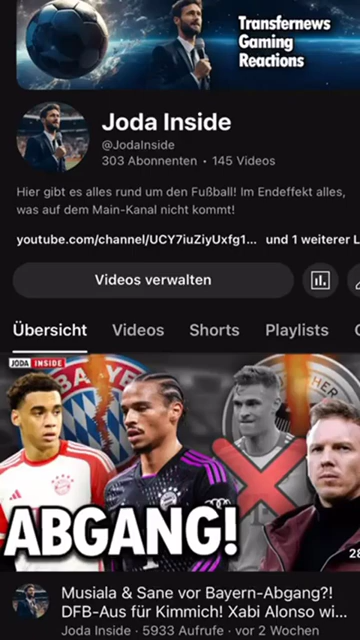 Transfernews
Gaming
Reactions
Joda Inside
@JodaInside
303 Abonnenten • 145 Videos
Hier gibt es alles rund um den Fußball! Im Endeffekt alles,
was auf dem Main-Kanal nicht kommt!
youtube.com/channel/UCY7iuZiyUxfg1... und 1 weiterer L
Videos verwalten
Übersicht Videos Shorts Playlists
JODA INSIDE
BAYE
CHER
ABGANG!
28
Musiala & Sane vor Bayern-Abgang?!
DFB-Aus für Kimmich! Xabi Alonso wi...
Joda Inside · 5933 Aufrufe · vor 2 Wochen